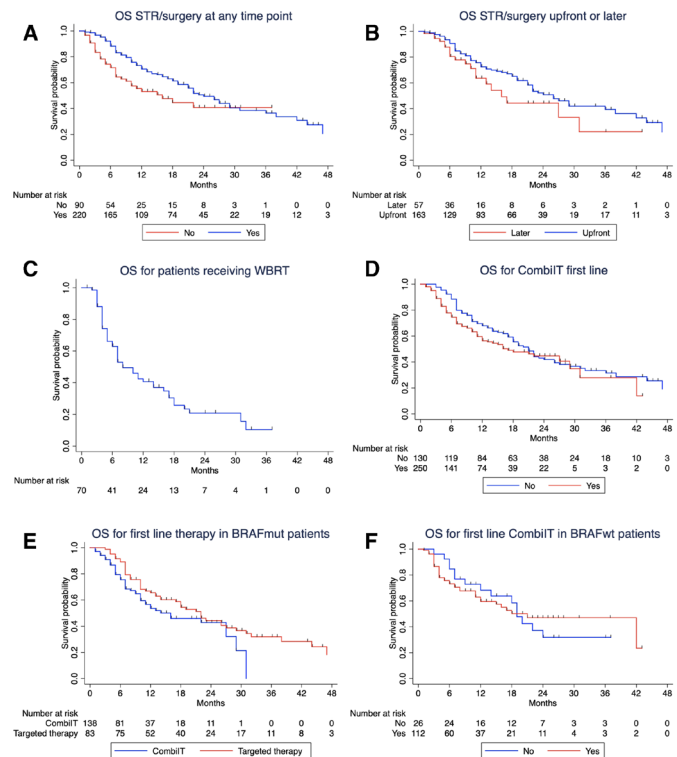 A
OS STR/surgery at any time point
Survival probability
1.0
0.8
0.6
0.4
0.2
0.0
0 6 12 18 24 30 36 42 48
Months
Number at risk
No 90 54 25 15 8 3 1 0 0
Yes 220 165 109 74 45 22 19 12 3
No Yes
B
OS STR/surgery upfront or later
Survival probability
1.0
0.8
0.6
0.4
0.2
0.0
0 6 12 18 24 30 36 42 48
Months
Number at risk
Later 57 36 16 8 6 3 2 1 0
Upfront 163 129 93 66 39 19 17 11 3
Later Upfront
C
OS for patients receiving WBRT
Survival probability
1.0
0.8
0.6
0.4
0.2
0.0
0 6 12 18 24 30 36 42 48
Months
Number at risk
70 41 24 13 7 4 1 0 0
D
OS for CombiIT first line
Survival probability
1.0
0.8
0.6
0.4
0.2
0.0
0 6 12 18 24 30 36 42 48
Months
Number at risk
No 130 119 84 63 38 24 18 10 3
Yes 250 141 74 39 22 5 3 2 0
No Yes
E
OS for first line therapy in BRAFmut patients
Survival probability
1.0
0.8
0.6
0.4
0.2
0.0
0 6 12 18 24 30 36 42 48
Months
Number at risk
CombiIT 138 81 37 18 11 1 0 0 0
Targeted therapy 83 75 52 40 24 17 11 8 3
CombiIT Targeted therapy
F
OS for first line CombiIT in BRAFwt patients
Survival probability
1.0
0.8
0.6
0.4
0.2
0.0
0 6 12 18 24 30 36 42 48
Months
Number at risk
No 26 24 16 12 7 3 3 0 0
Yes 112 60 37 21 11 4 3 2 0
No Yes